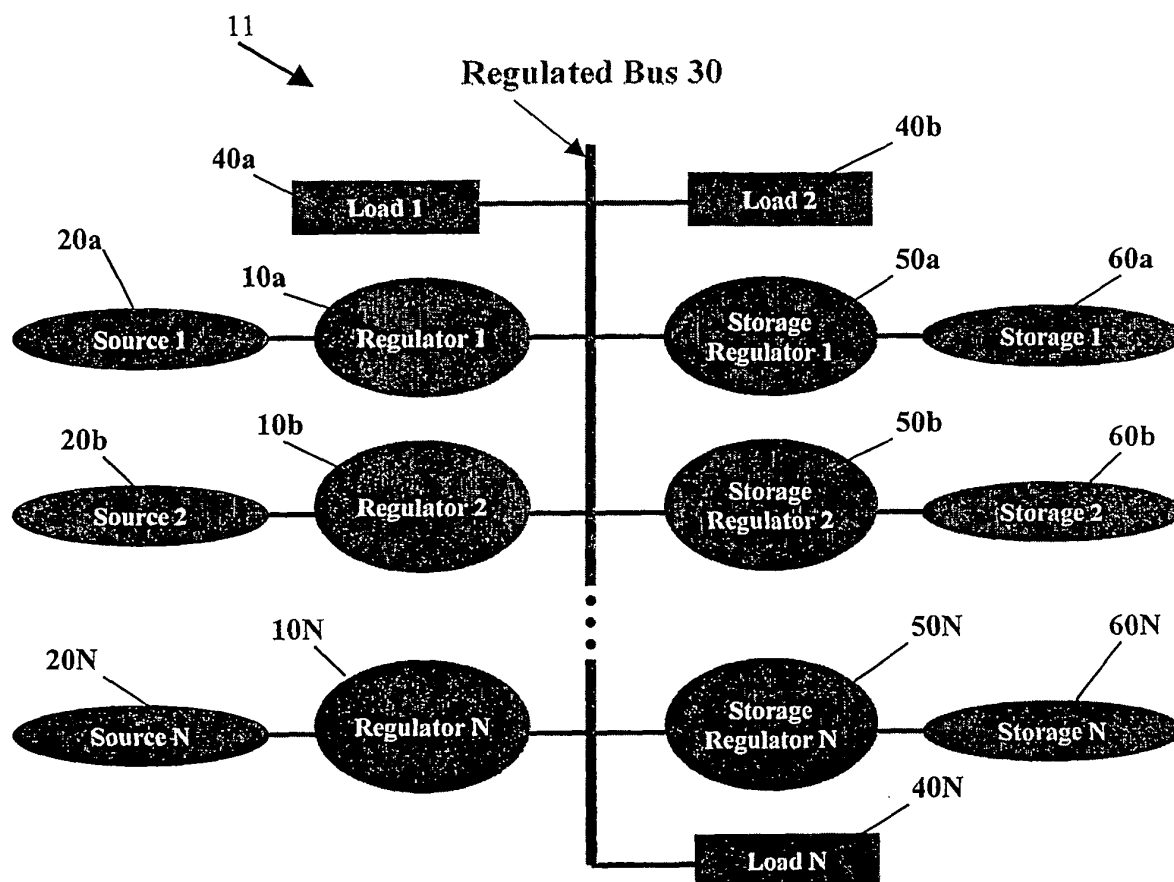 11
Regulated Bus 30
40a
40b
Load 1
Load 2
20a
10a
50a
60a
Source 1
Regulator 1
Storage
Regulator 1
Storage 1
20b
10b
50b
60b
Source 2
Regulator 2
Storage
Regulator 2
Storage 2
20N
10N
50N
60N
Source N
Regulator N
Storage
Regulator N
Storage N
40N
Load N